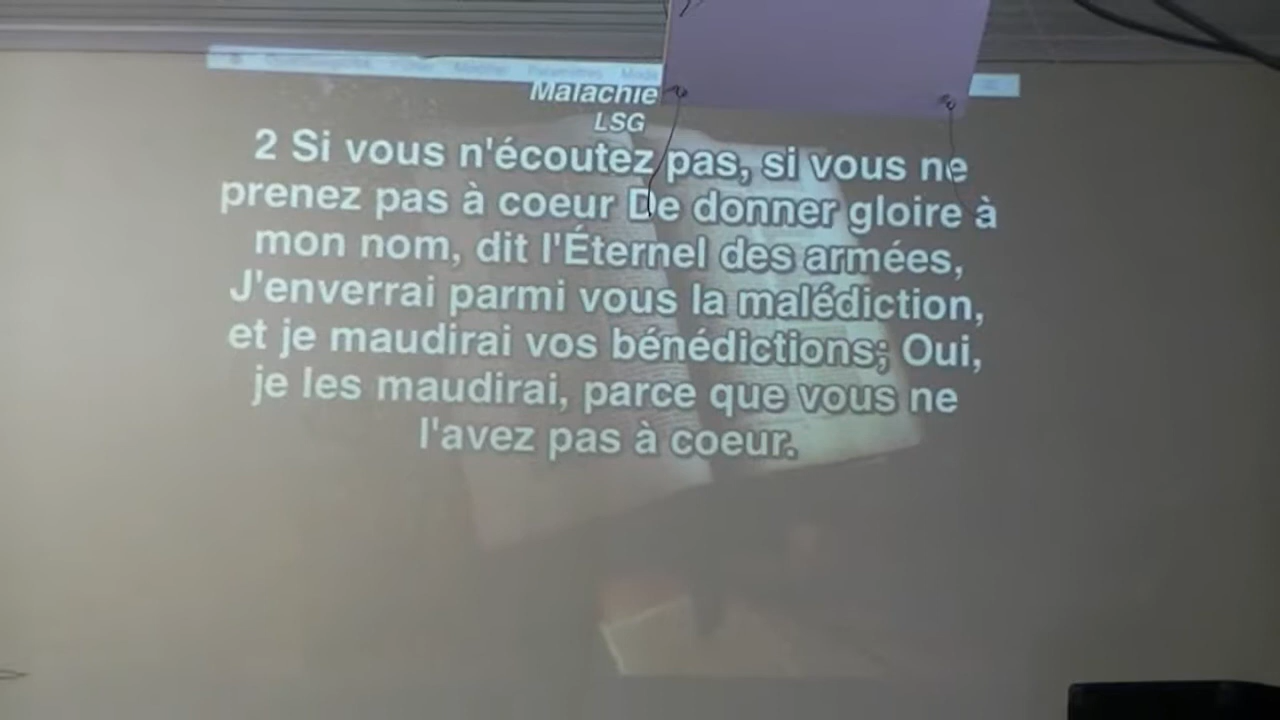 Malachie
LSG
2 Si vous n'écoutez pas, si vous ne
prenez pas à coeur De donner gloire à
mon nom, dit l'Éternel des armées,
J'enverrai parmi vous la malédiction,
et je maudirai vos bénédictions; Oui,
je les maudirai, parce que vous ne
l'avez pas à coeur.